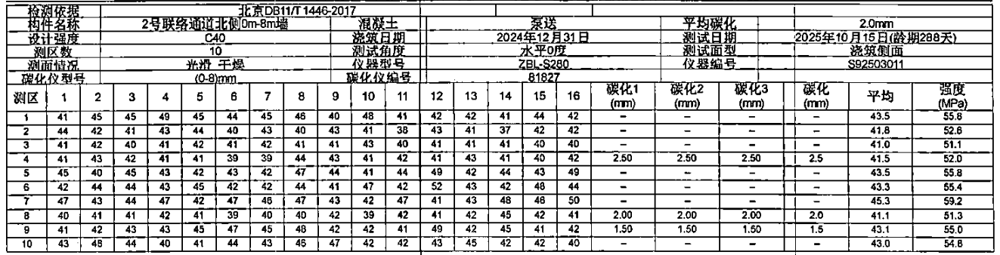 检测依据 北京DB11/T 1446-2017
构件名称 2号联络通道北侧0m-8m墙 混凝土 泵送 平均碳化 2.0mm
设计强度 C40 浇筑日期 2024年12月31日 测试日期 2025年10月15日(龄期288天)
测区数 10 测试角度 水平0度 测试面型 浇筑侧面
测面情况 光滑 干燥 仪器型号 ZBL-S280 仪器编号 S92503011
碳化仪型号 (0-8)mm 碳化仪编号 81827
测区 1 2 3 4 5 6 7 8 9 10 11 12 13 14 15 16 碳化1 (mm) 碳化2 (mm) 碳化3 (mm) 碳化 (mm) 平均 强度 (MPa)
1 41 45 45 49 45 44 45 46 40 48 41 42 42 41 44 42 – – – – 43.5 55.8
2 44 42 41 43 44 40 43 40 43 41 38 43 41 37 42 42 – – – – 41.8 52.6
3 41 42 40 41 42 41 42 41 41 43 40 41 41 41 40 40 – – – – 41.0 51.1
4 41 43 42 41 41 39 39 44 43 41 42 41 43 41 40 42 2.50 2.50 2.50 2.5 41.5 52.0
5 45 40 45 43 42 43 42 47 44 41 44 49 42 44 43 49 – – – – 43.5 55.8
6 42 44 44 43 45 42 42 44 41 47 42 52 43 42 48 44 – – – – 43.3 55.4
7 47 43 44 47 42 47 46 47 43 42 47 41 43 48 46 50 – – – – 45.3 59.2
8 40 41 41 42 41 39 40 40 42 39 42 41 42 45 42 41 2.00 2.00 2.00 2.0 41.1 51.3
9 41 42 43 43 45 47 45 48 42 42 41 49 42 45 41 42 1.50 1.50 1.50 1.5 43.1 55.0
10 43 48 44 40 41 44 43 46 47 42 42 43 45 42 42 40 – – – – 43.0 54.8